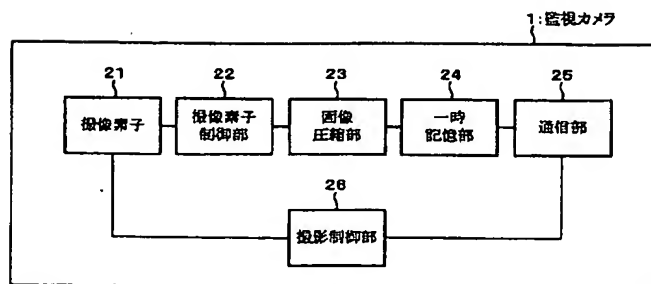 1:監視カメラ
21
22
23
24
25
撮像素子
撮像素子
制御部
画像
圧縮部
一時
記憶部
通信部
26
撮影制御部